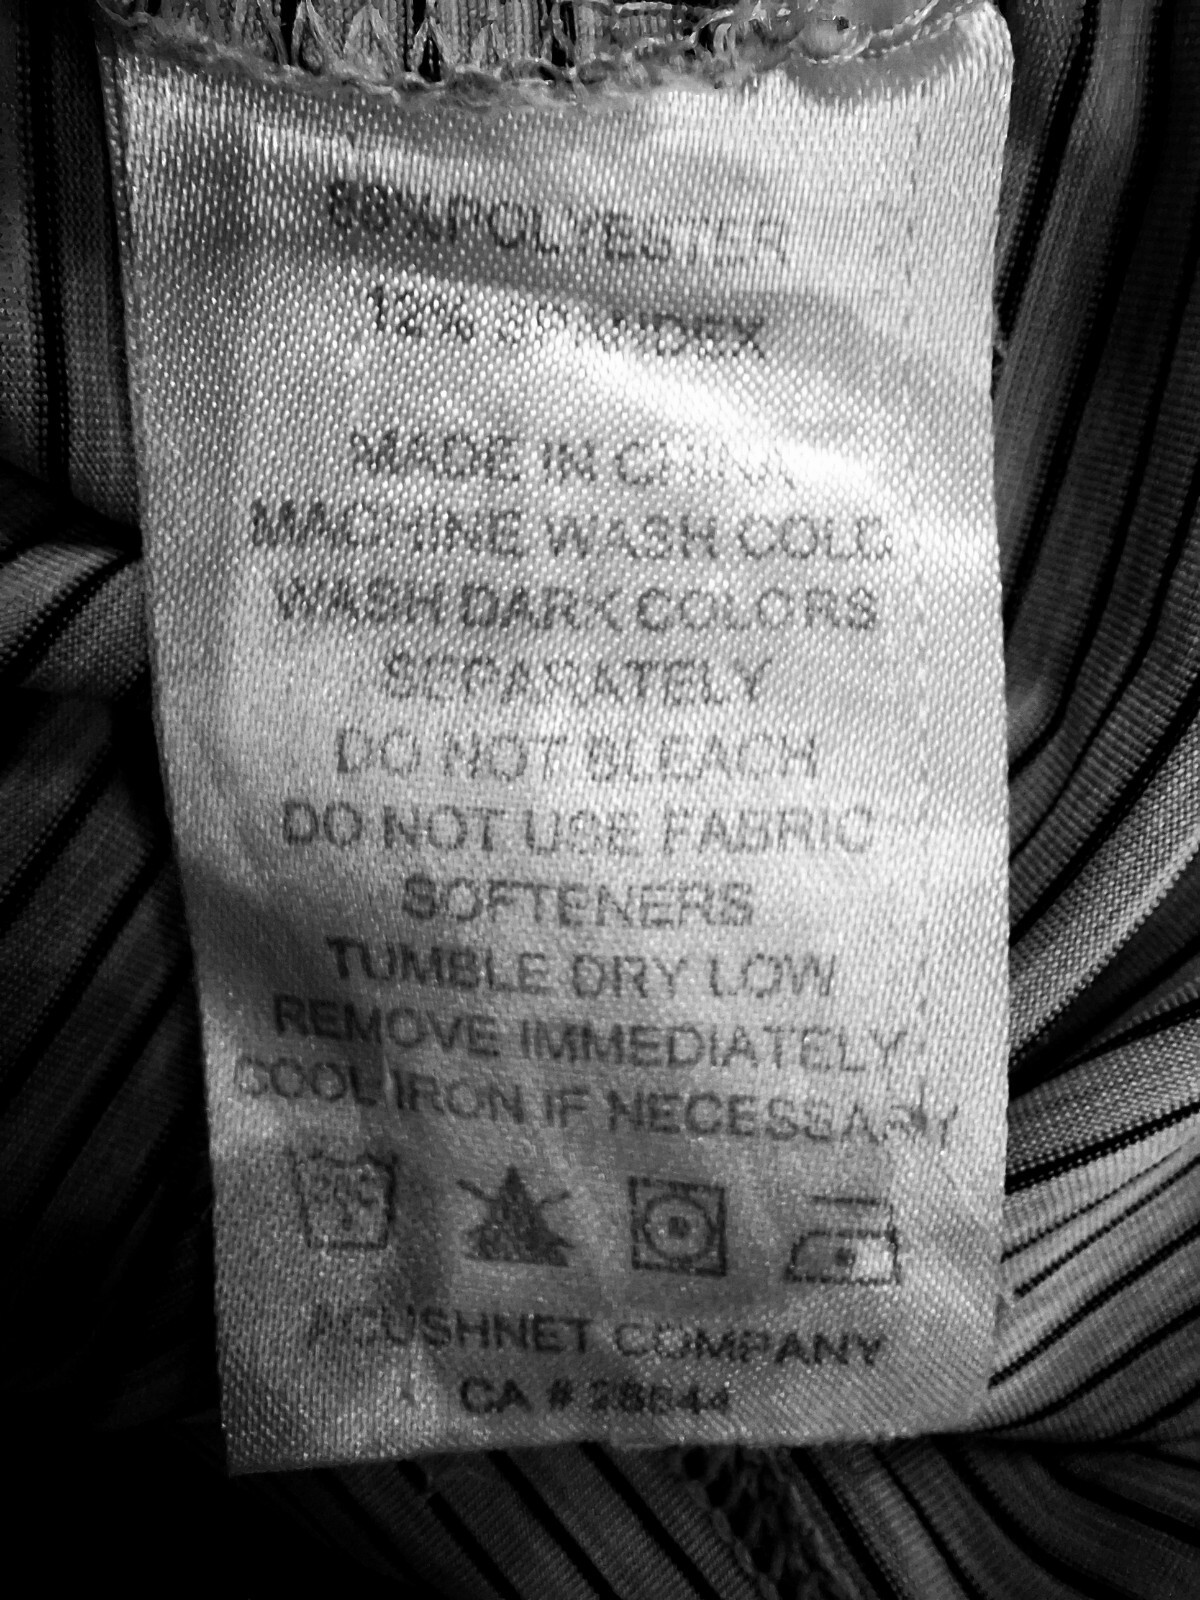 88% POLYESTER
12% SPANDEX
MADE IN CHINA
MACHINE WASH COLD
WASH DARK COLORS
SEPARATELY
DO NOT BLEACH
DO NOT USE FABRIC
SOFTENERS
TUMBLE DRY LOW
REMOVE IMMEDIATELY
COOL IRON IF NECESSARY
ACUSHNET COMPANY
CA #